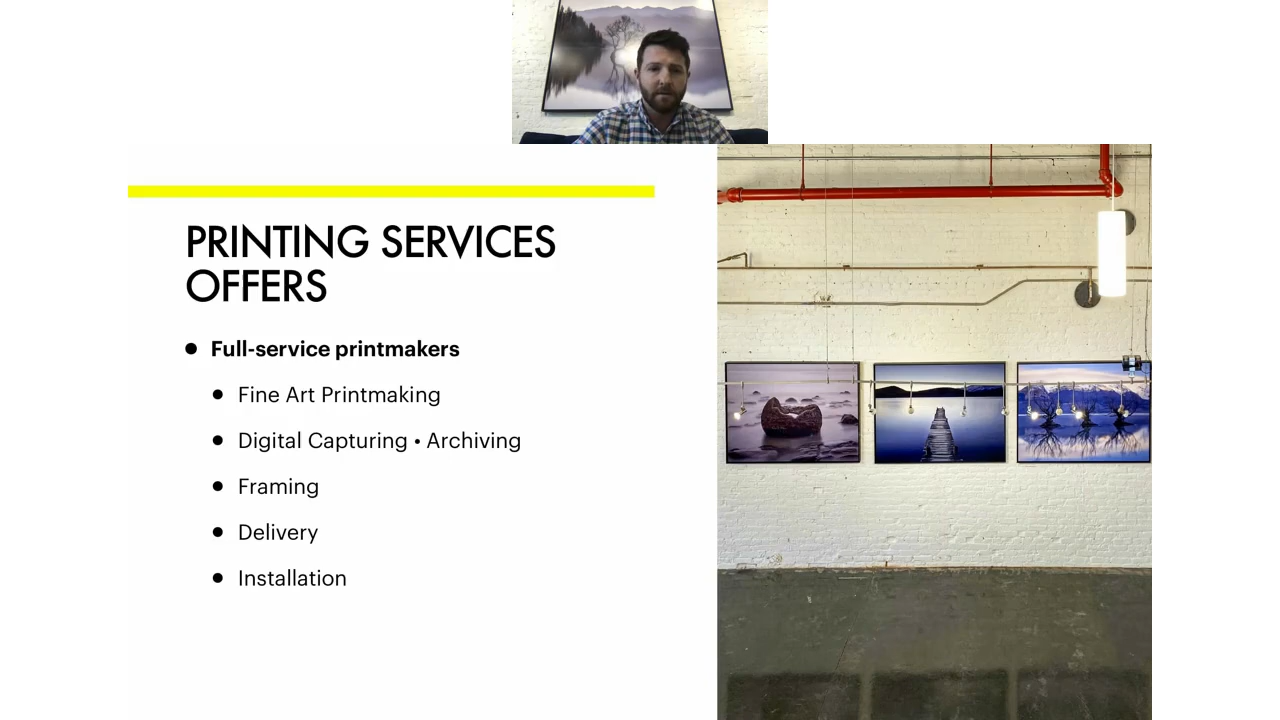 PRINTING SERVICES
OFFERS
Full-service printmakers
Fine Art Printmaking
Digital Capturing • Archiving
Framing
Delivery
Installation